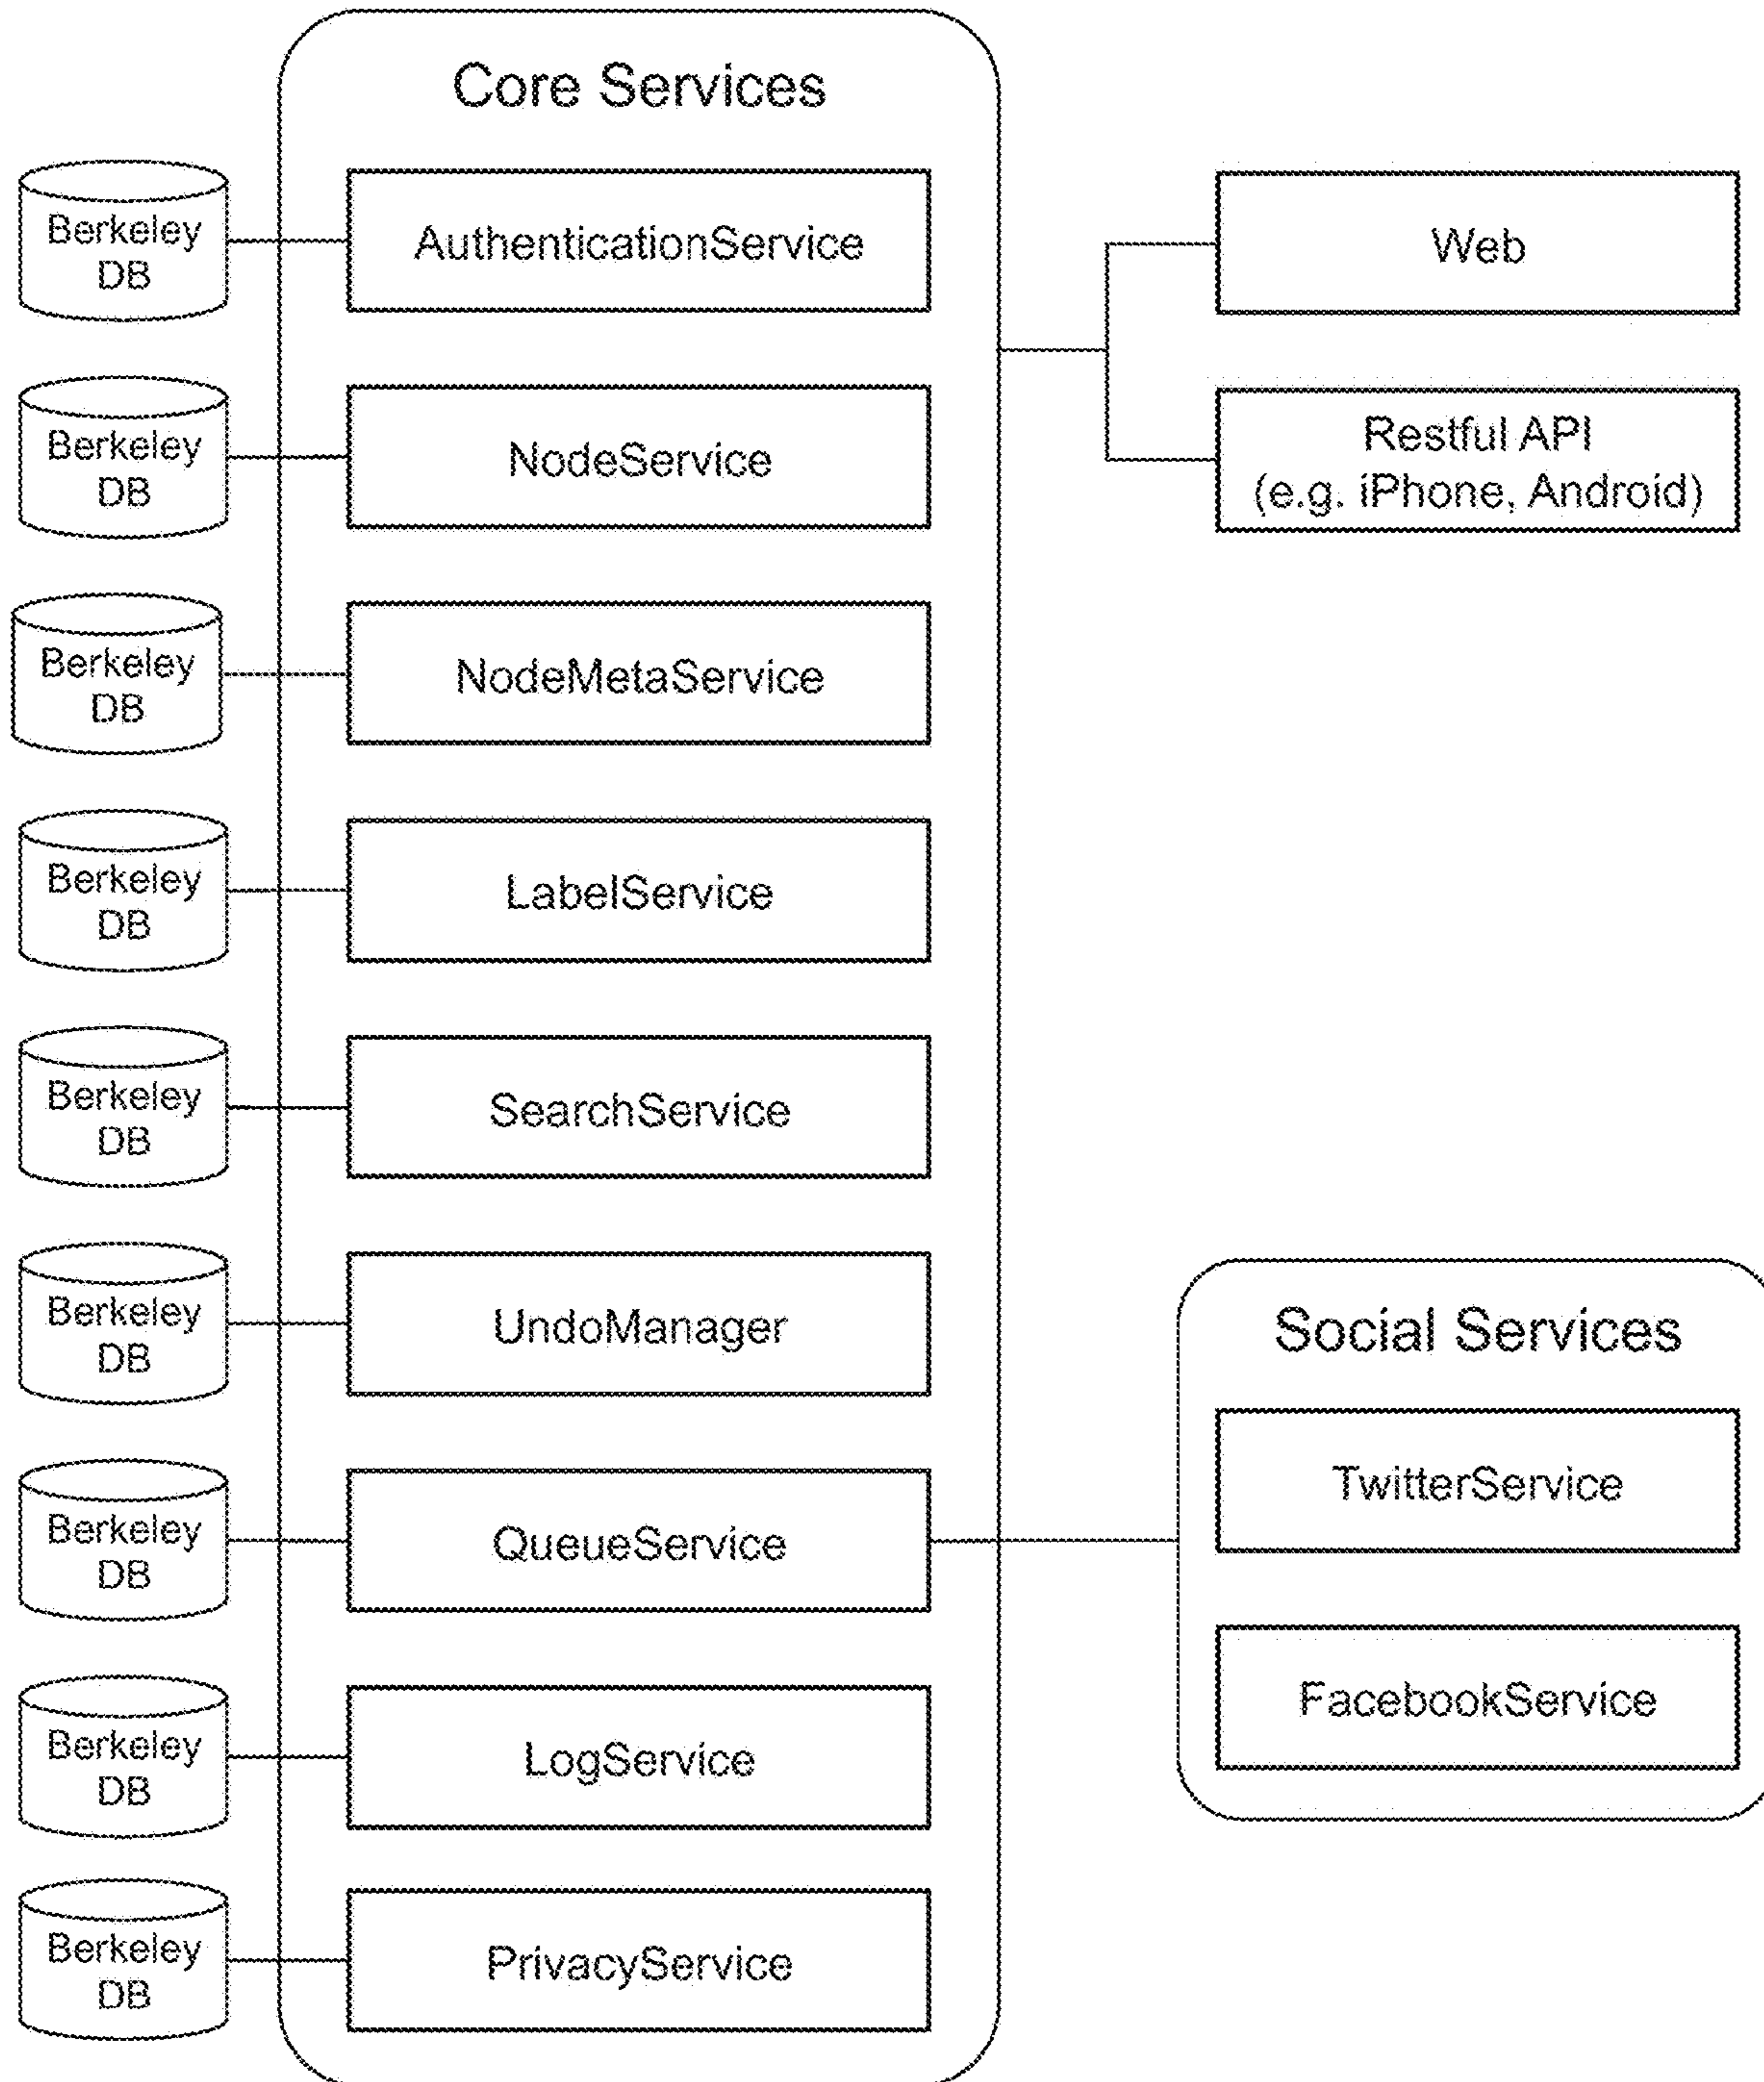 Core Services
Berkeley
DB
AuthenticationService
Web
Berkeley
DB
NodeService
Restful API
(e.g. iPhone, Android)
Berkeley
DB
NodeMetaService
Berkeley
DB
LabelService
Berkeley
DB
SearchService
Berkeley
DB
UndoManager
Social Services
TwitterService
Berkeley
DB
QueueService
FacebookService
Berkeley
DB
LogService
Berkeley
DB
PrivacyService